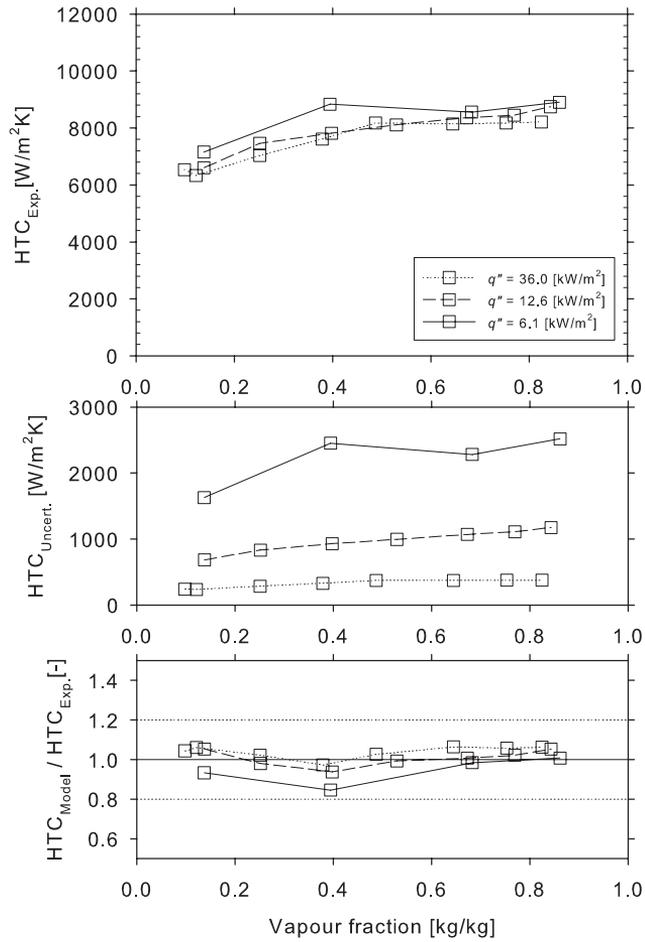 12000
10000
8000
6000
4000
2000
0
HTC_Exp. [W/m²K]
q" = 36.0 [kW/m²]
q" = 12.6 [kW/m²]
q" = 6.1 [kW/m²]
0.0 0.2 0.4 0.6 0.8 1.0
3000
2000
1000
0
HTC_Uncert. [W/m²K]
0.0 0.2 0.4 0.6 0.8 1.0
1.4
1.2
1.0
0.8
0.6
HTC_Model / HTC_Exp. [-]
0.0 0.2 0.4 0.6 0.8 1.0
Vapour fraction [kg/kg]